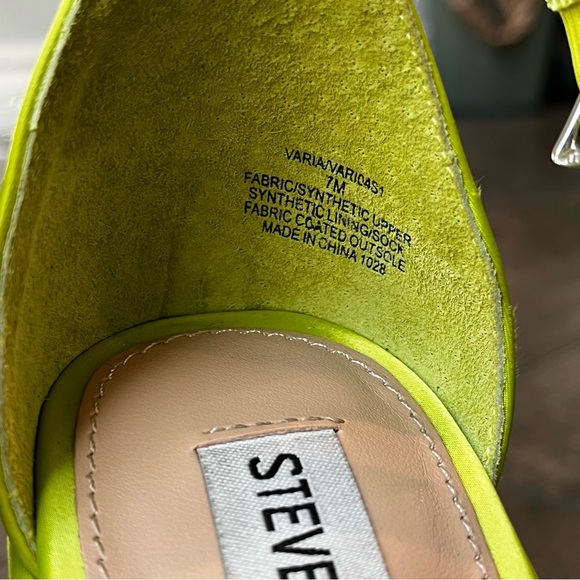 VARIA/VARI04S1
7M
FABRIC/SYNTHETIC UPPER
SYNTHETIC LINING/SOCK
FABRIC COATED OUTSOLE
MADE IN CHINA 1028
STEVE